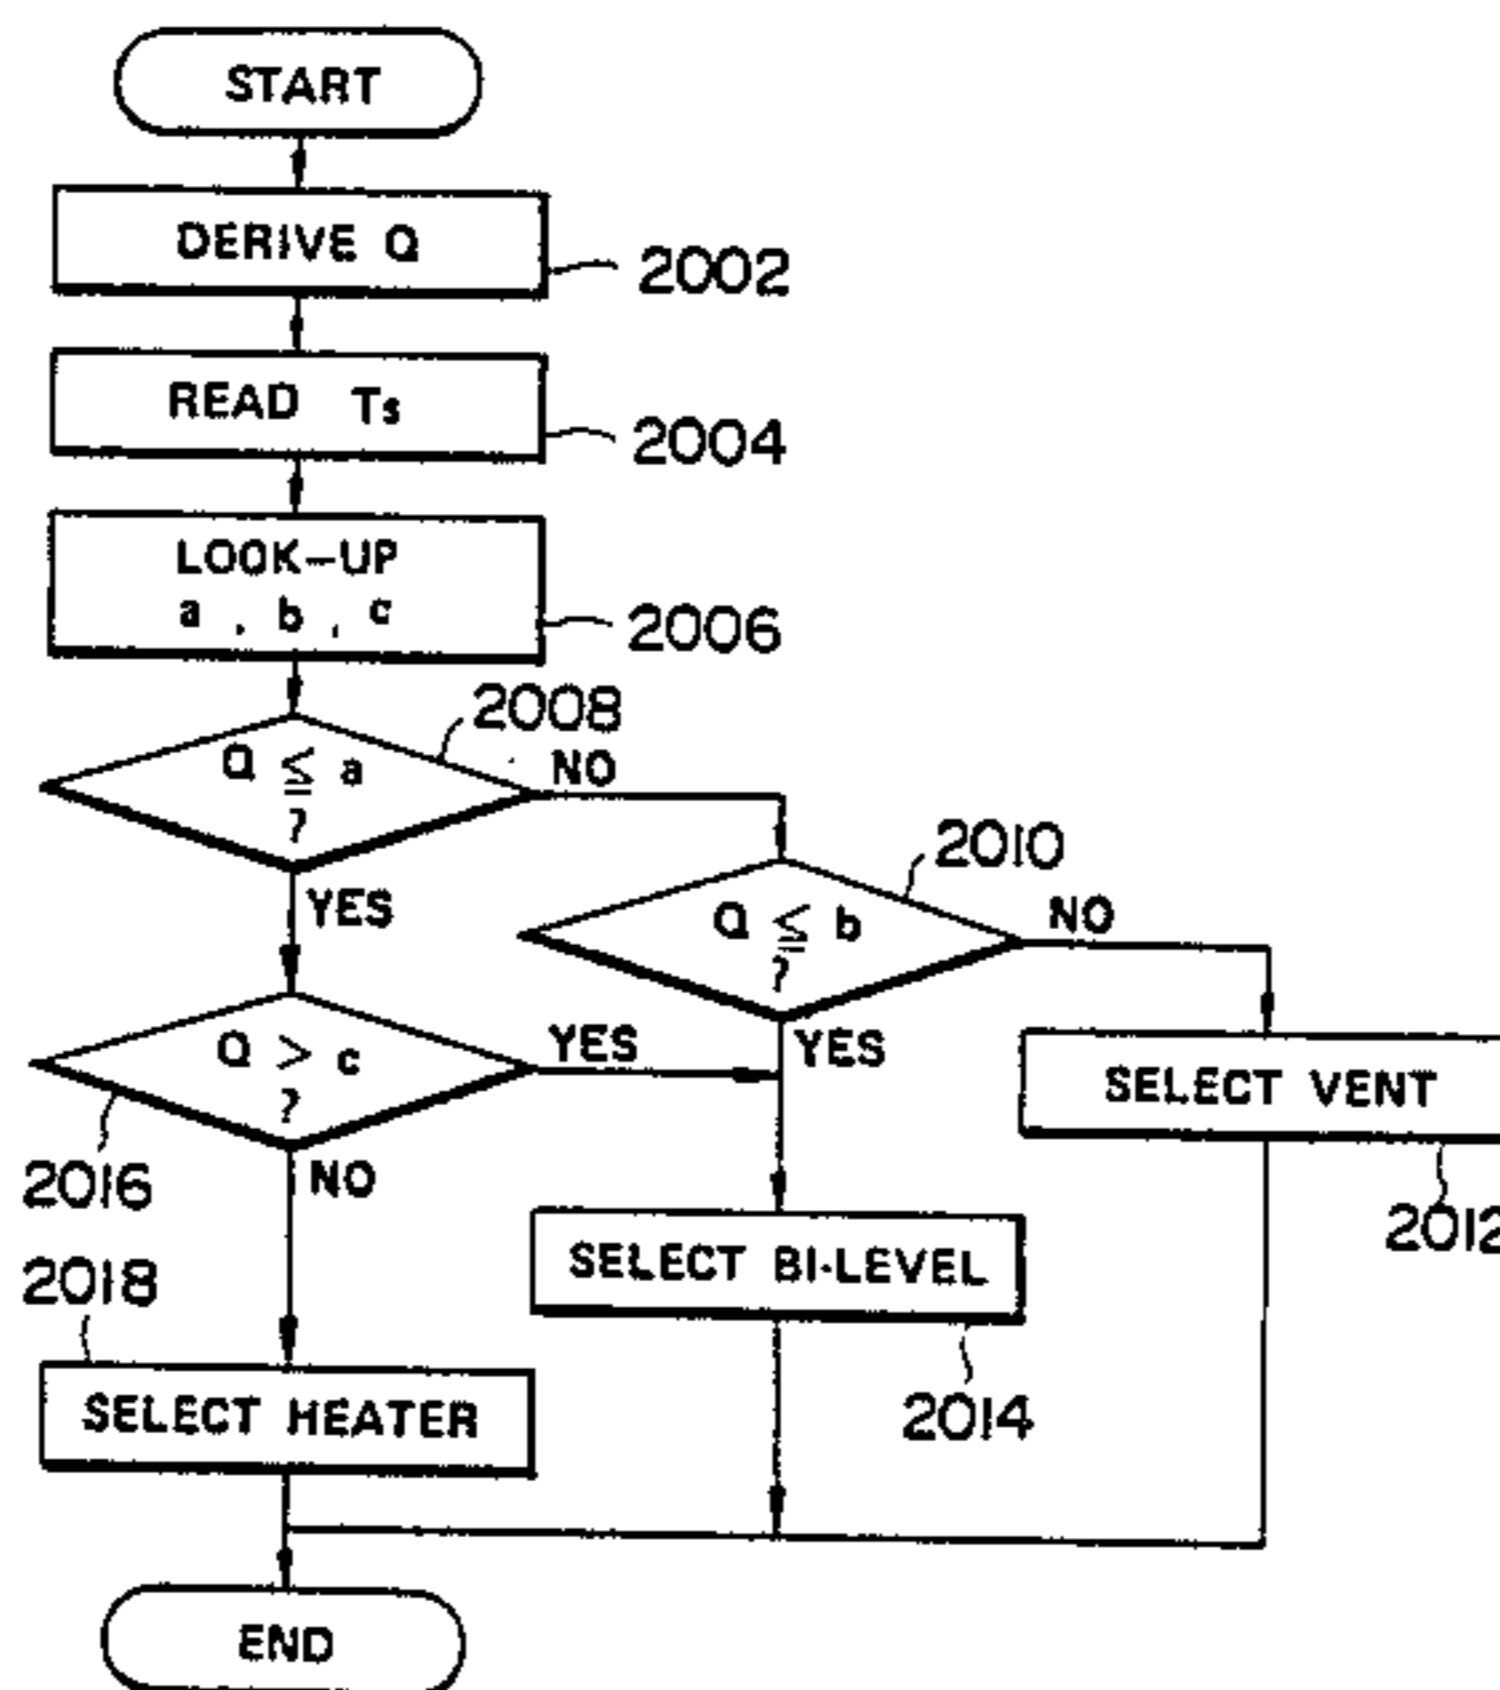 START
DERIVE Q
2002
READ Ts
2004
LOOK-UP
a , b , c
2006
2008
Q ≦ a
?
NO
YES
2010
Q ≦ b
?
NO
YES
Q > c
?
YES
2016
NO
SELECT VENT
2012
SELECT BI-LEVEL
2014
2018
SELECT HEATER
END